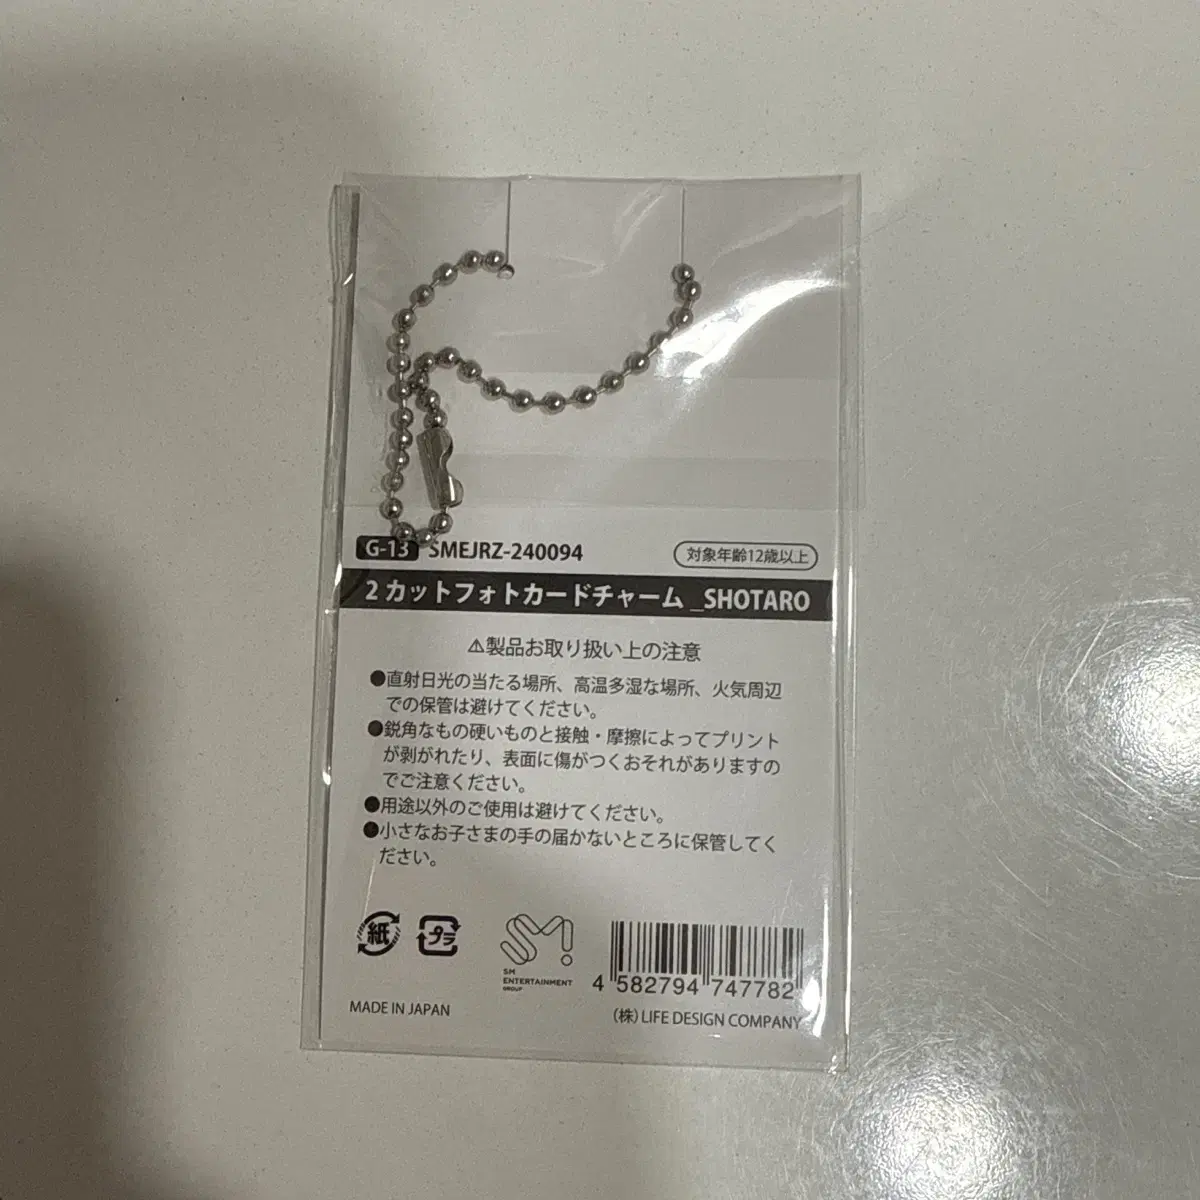 G-13 SMEJRZ-240094 対象年齢12歳以上
2カットフォトカードチャーム_SHOTARO
⚠製品お取り扱い上の注意
●直射日光の当たる場所、高温多湿な場所、火気周辺
での保管は避けてください。
●鋭角なもの硬いものと接触・摩擦によってプリント
が剥がれたり、表面に傷がつくおそれがありますの
でご注意ください。
●用途以外のご使用は避けてください。
●小さなお子さまの手の届かないところに保管してく
ださい。
紙 プラ
SM
ENTERTAINMENT
GROUP
4 582794 747782
MADE IN JAPAN
(株)LIFE DESIGN COMPANY